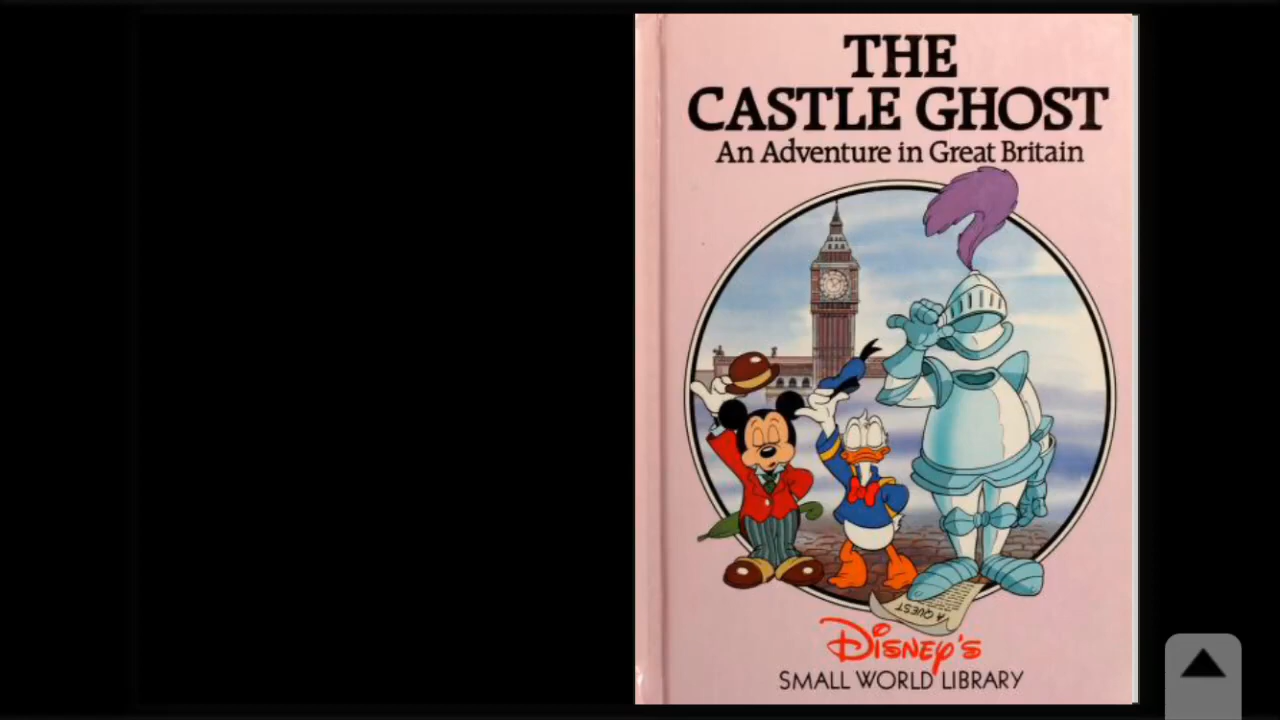 THE
CASTLE GHOST
An Adventure in Great Britain
A QUEST
DISNEY'S
SMALL WORLD LIBRARY